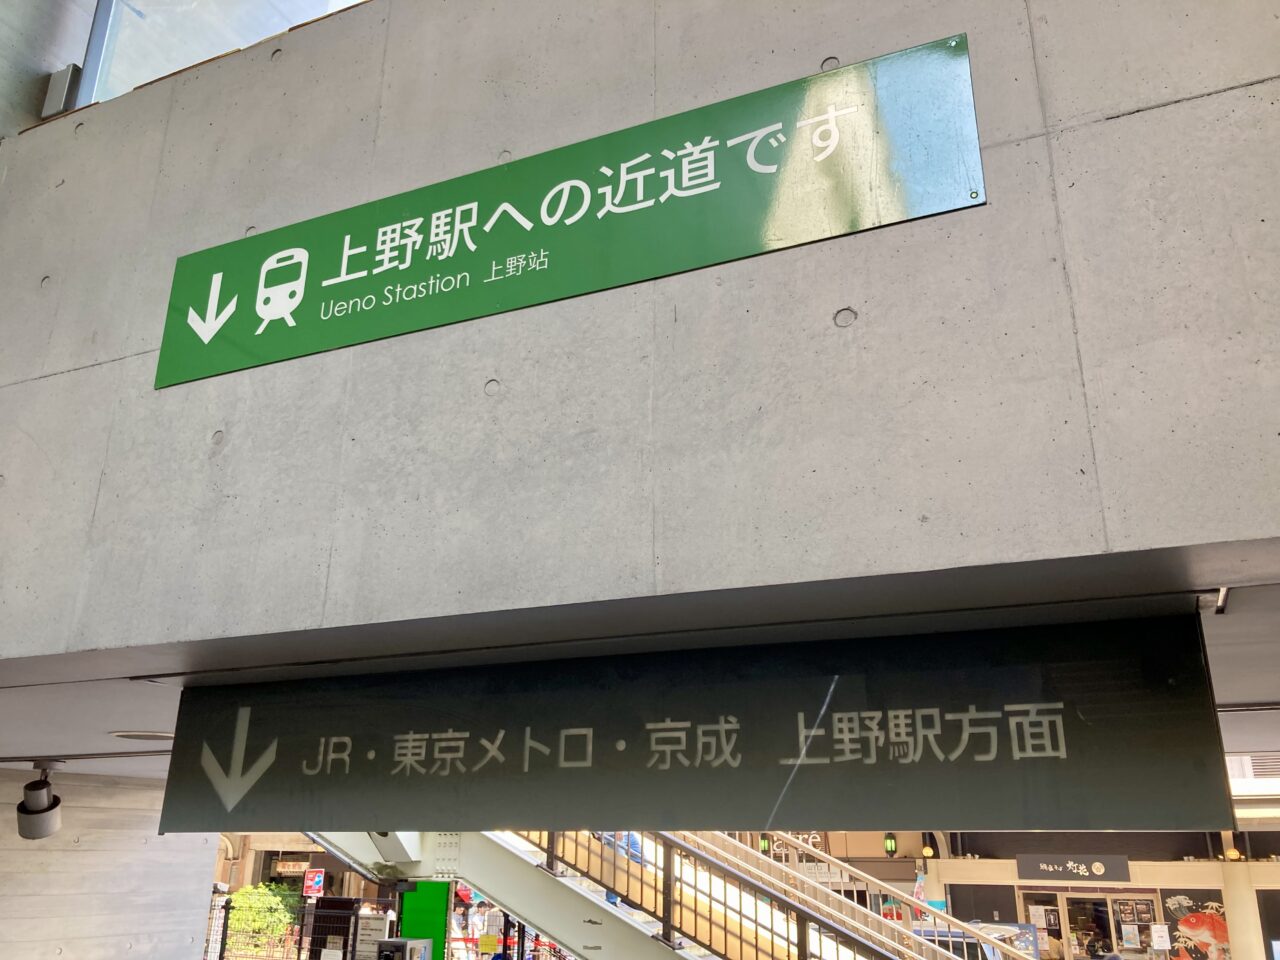 上野駅への近道です
Ueno Stastion 上野站
JR・東京メトロ・京成 上野駅方面